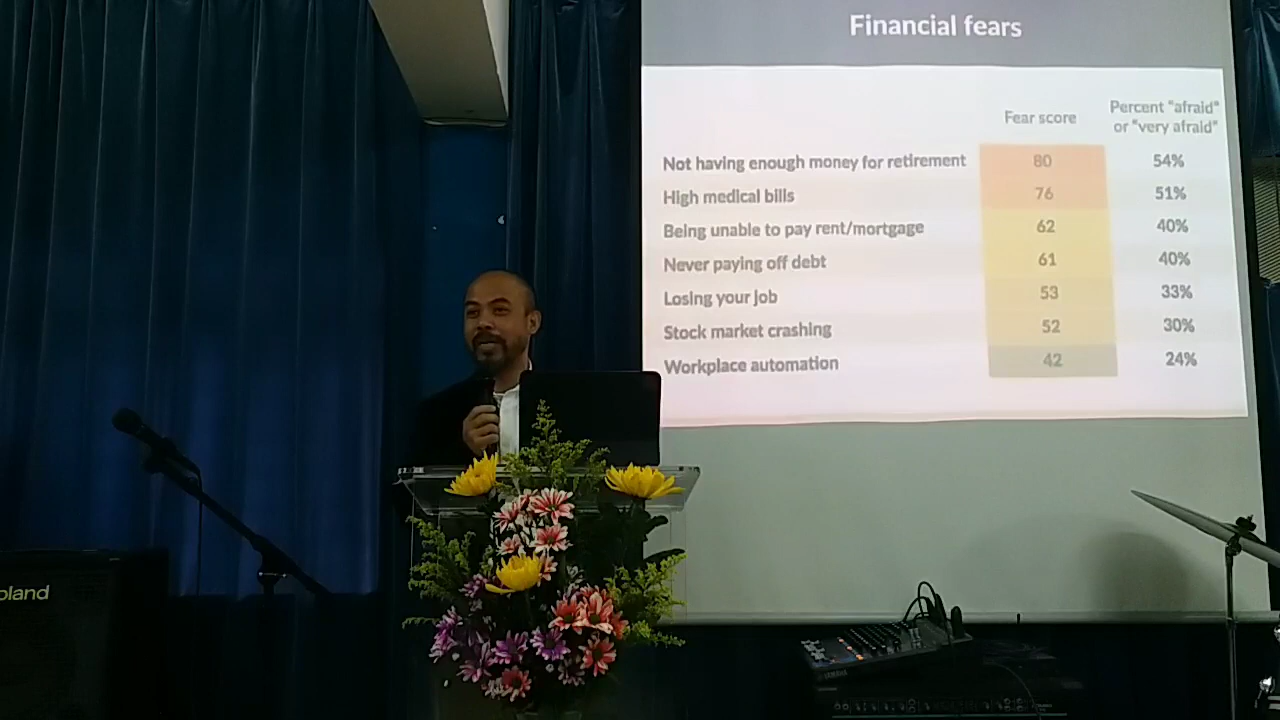 Financial fears
Fear score
Percent "afraid"
or "very afraid"
Not having enough money for retirement 80 54%
High medical bills 76 51%
Being unable to pay rent/mortgage 62 40%
Never paying off debt 61 40%
Losing your job 53 33%
Stock market crashing 52 30%
Workplace automation 42 24%
oland